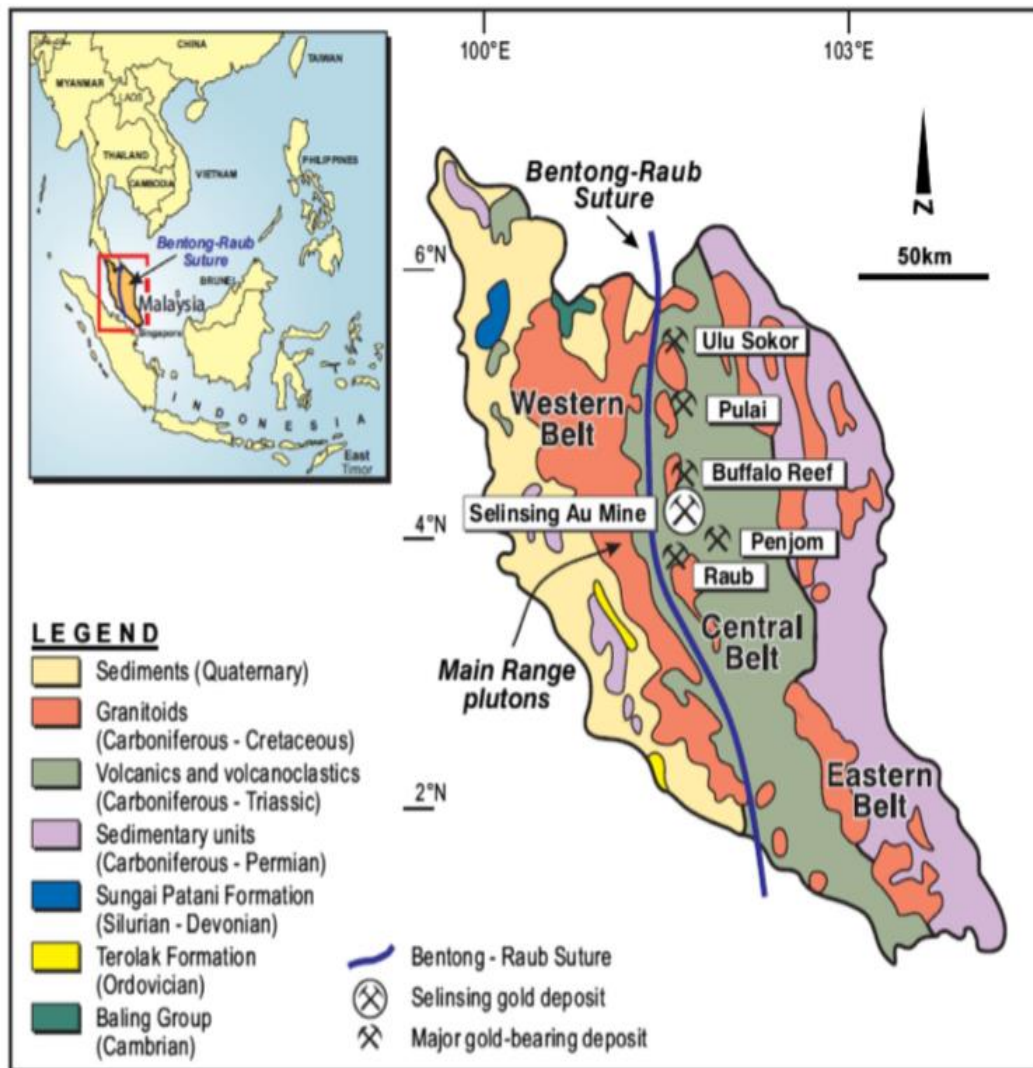 100°E
103°E
CHINA
TAIWAN
MYANMAR
LAOS
THAILAND
CAMBODIA
VIETNAM
PHILIPPINES
Bentong-Raub
Suture
BRUNEI
Malaysia
Singapore
INDONESIA
East
Timor
Bentong-Raub
Suture
N
50km
6°N
4°N
2°N
Ulu Sokor
Western
Belt
Pulai
Buffalo Reef
Selinsing Au Mine
Penjom
Raub
Central
Belt
Main Range
plutons
Eastern
Belt
LEGEND
Sediments (Quaternary)
Granitoids
(Carboniferous - Cretaceous)
Volcanics and volcanoclastics
(Carboniferous - Triassic)
Sedimentary units
(Carboniferous - Permian)
Sungai Patani Formation
(Silurian - Devonian)
Terolak Formation
(Ordovician)
Baling Group
(Cambrian)
Bentong - Raub Suture
Selinsing gold deposit
Major gold-bearing deposit